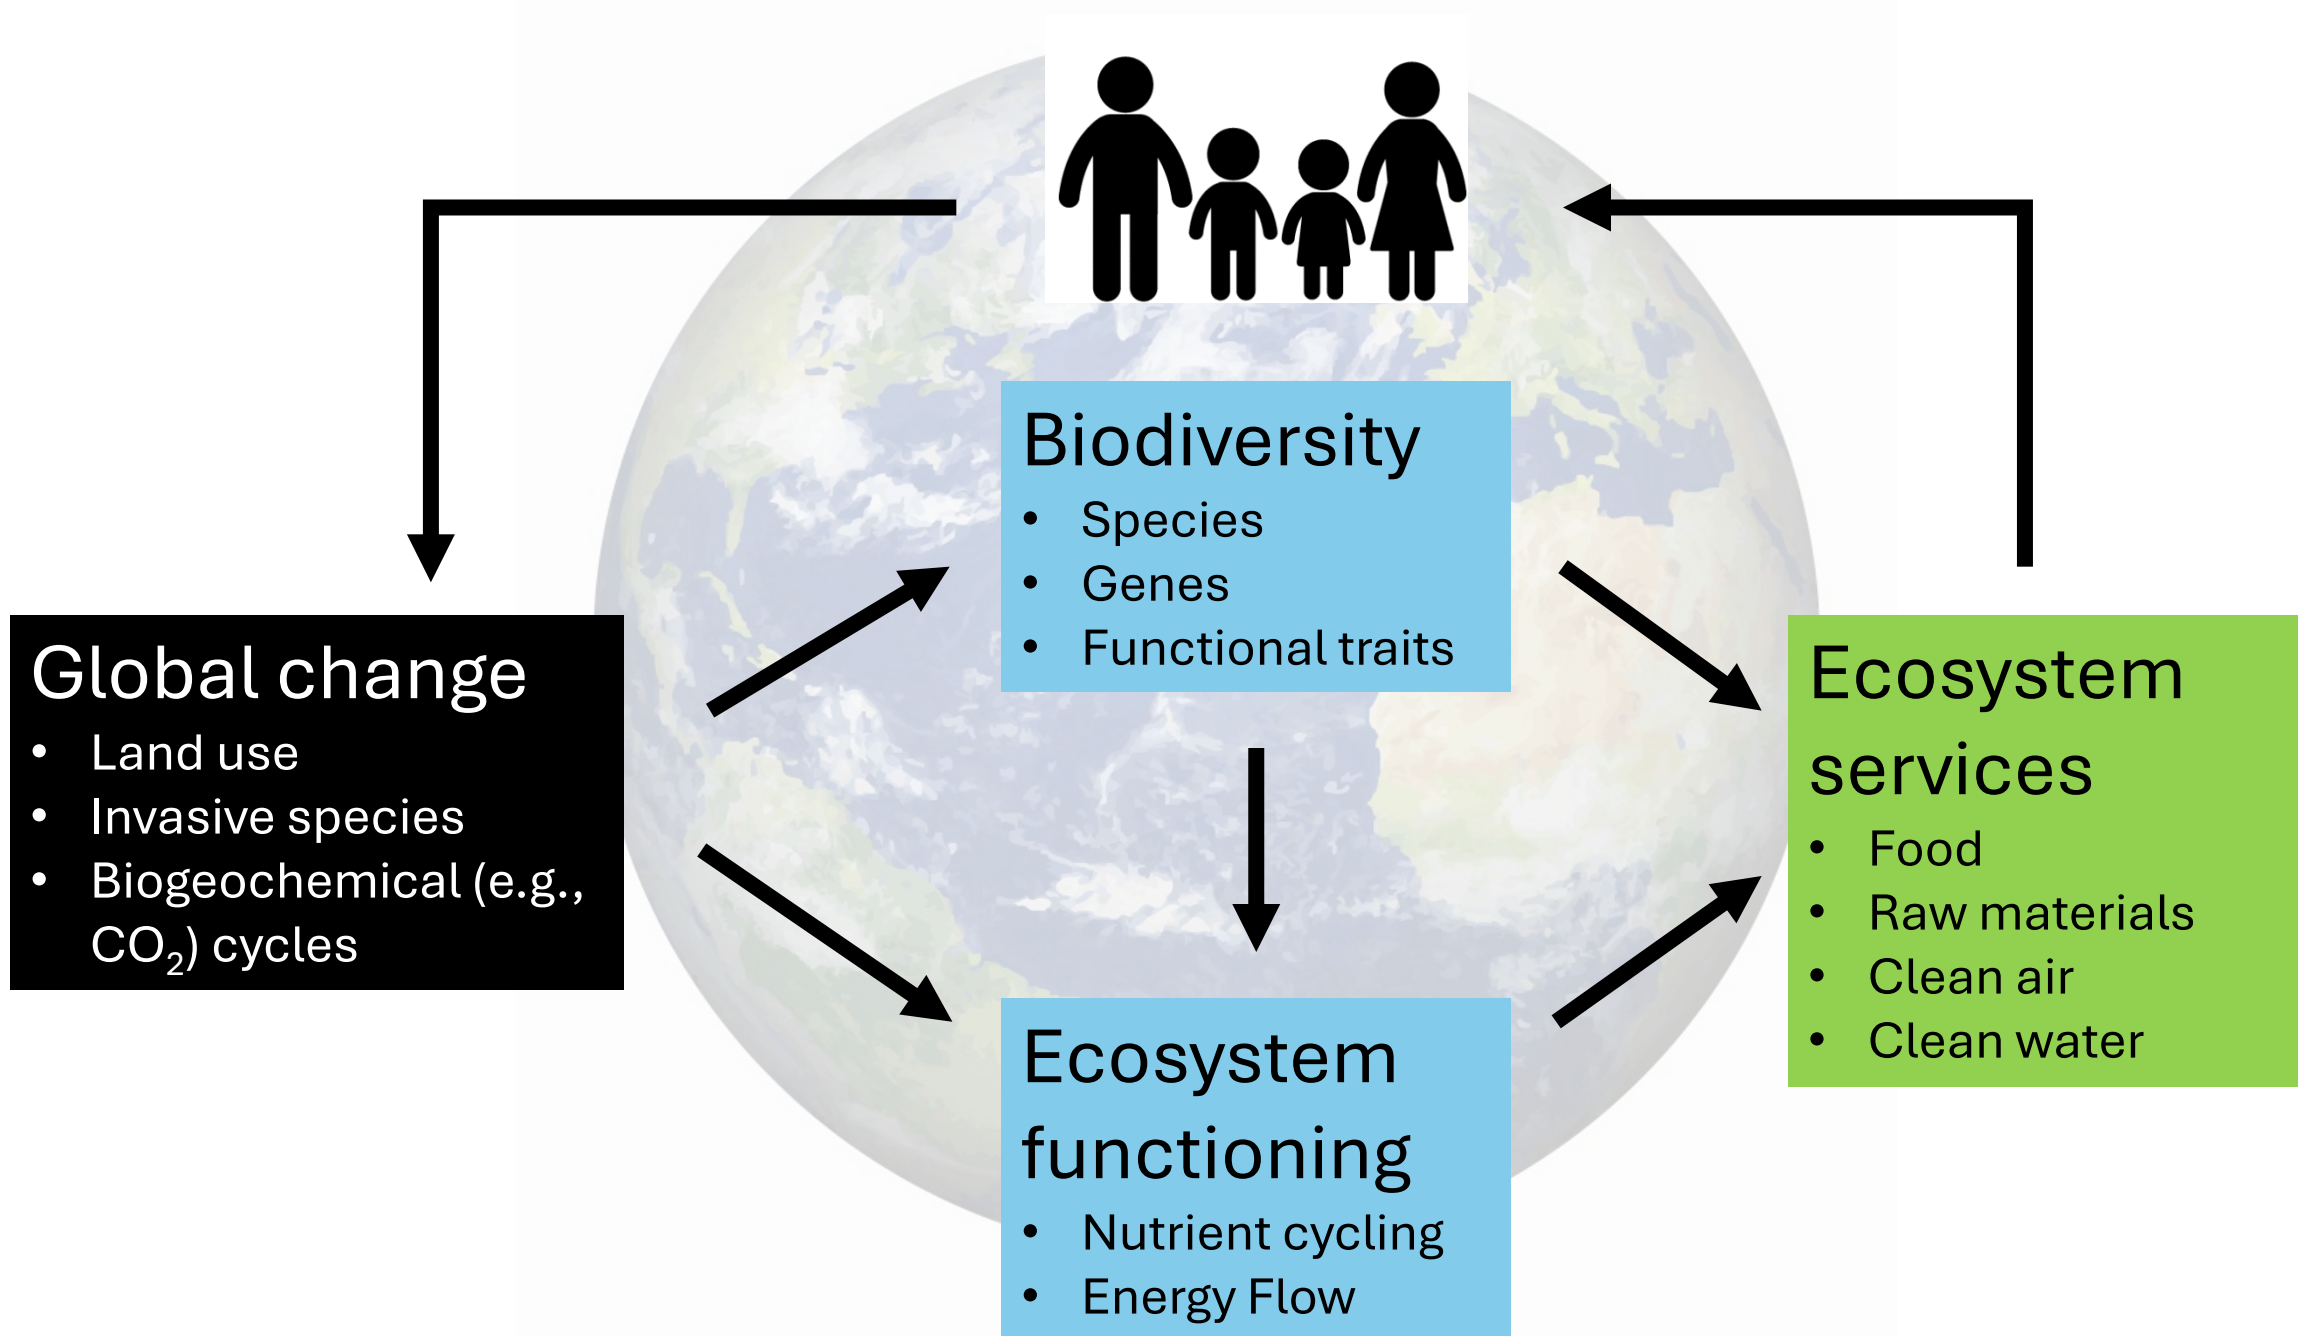 Biodiversity
• Species
• Genes
• Functional traits
Global change
• Land use
• Invasive species
• Biogeochemical (e.g.,
CO₂) cycles
Ecosystem
services
• Food
• Raw materials
• Clean air
• Clean water
Ecosystem
functioning
• Nutrient cycling
• Energy Flow